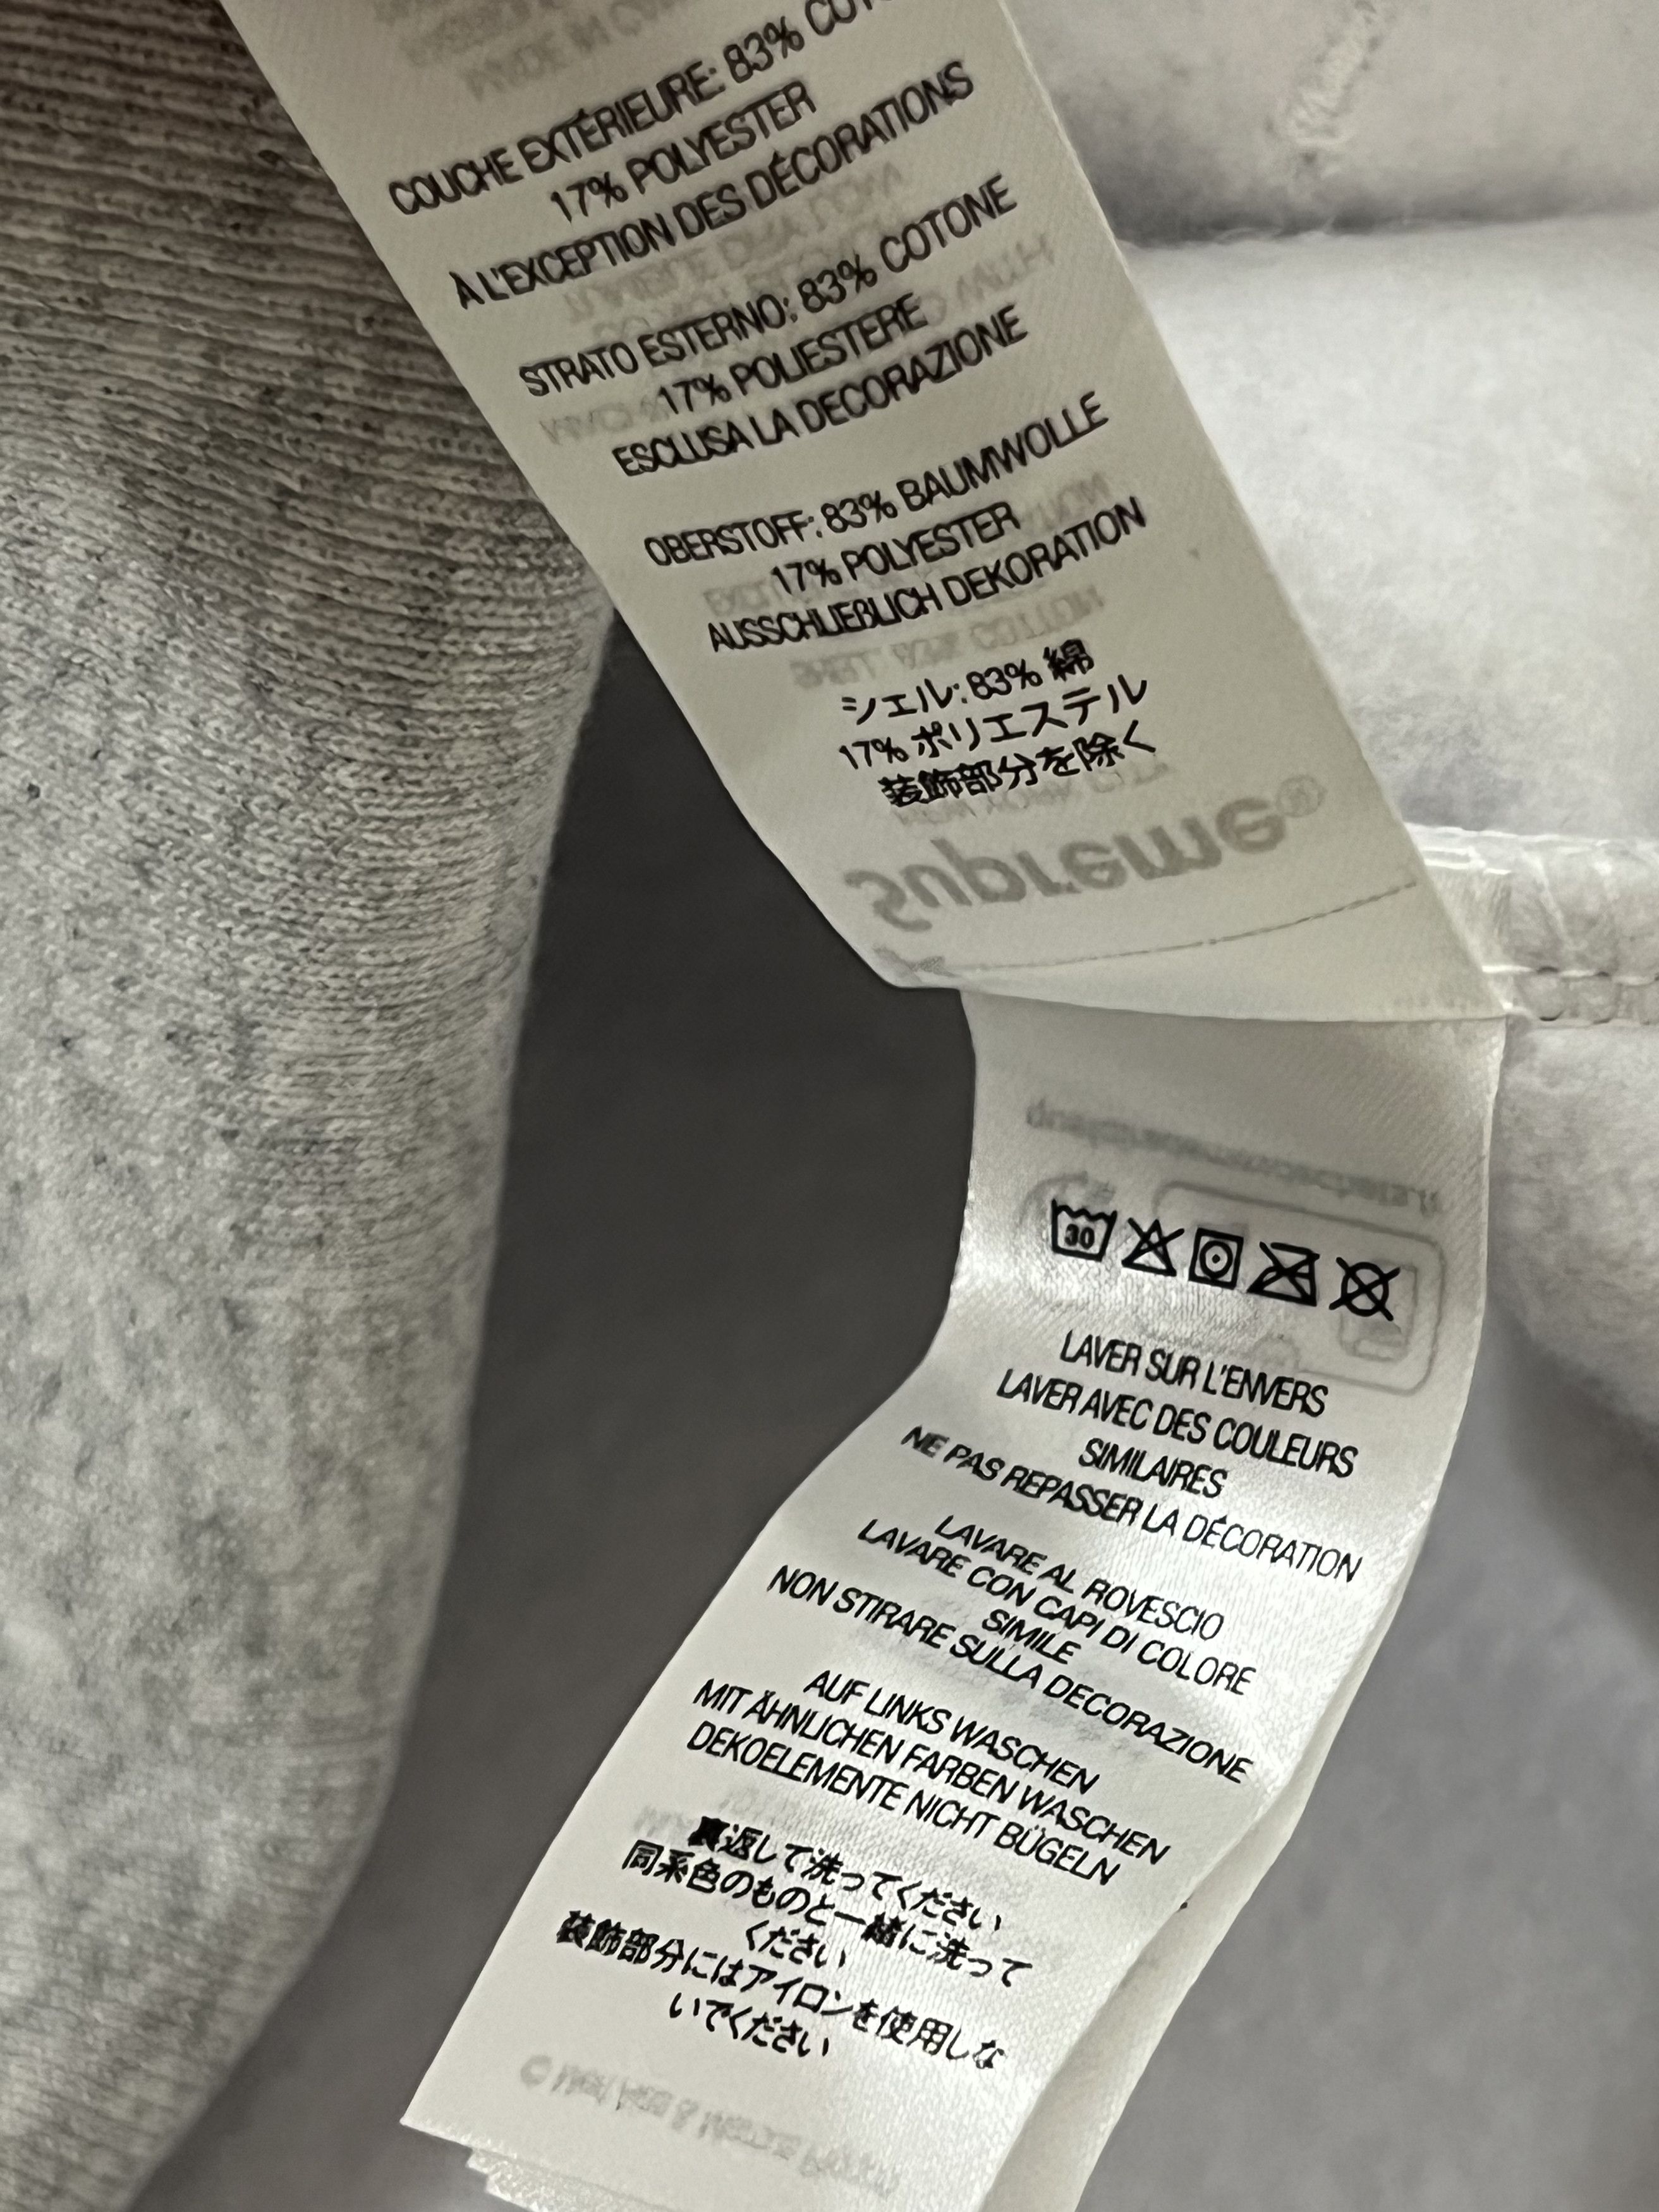 COUCHE EXTÉRIEURE: 83%
17% POLYESTER
À L'EXCEPTION DES DÉCORATIONS
STRATO ESTERNO: 83% COTONE
17% POLIESTERE
ESCLUSA LA DECORAZIONE
OBERSTOFF: 83% BAUMWOLLE
17% POLYESTER
AUSSCHLIEBLICH DEKORATION
シェル: 83% 綿
17% ポリエステル
装飾部分を除く
Supreme®
30
LAVER SUR L'ENVERS
LAVER AVEC DES COULEURS
SIMILAIRES
NE PAS REPASSER LA DÉCORATION
LAVARE AL ROVESCIO
LAVARE CON CAPI DI COLORE
SIMILE
NON STIRARE SULLA DECORAZIONE
AUF LINKS WASCHEN
MIT ÄHNLICHEN FARBEN WASCHEN
DEKOELEMENTE NICHT BÜGELN
裏返して洗ってください
同系色のものと一緒に洗って
ください
装飾部分にはアイロンを使用しな
いでください